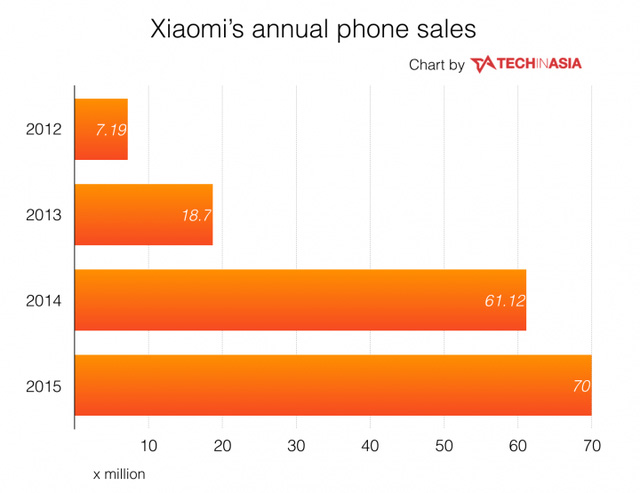 Xiaomi’s annual phone sales
Chart by TECHINASIA
2012 7.19
2013 18.7
2014 61.12
2015 70
10 20 30 40 50 60 70
x million